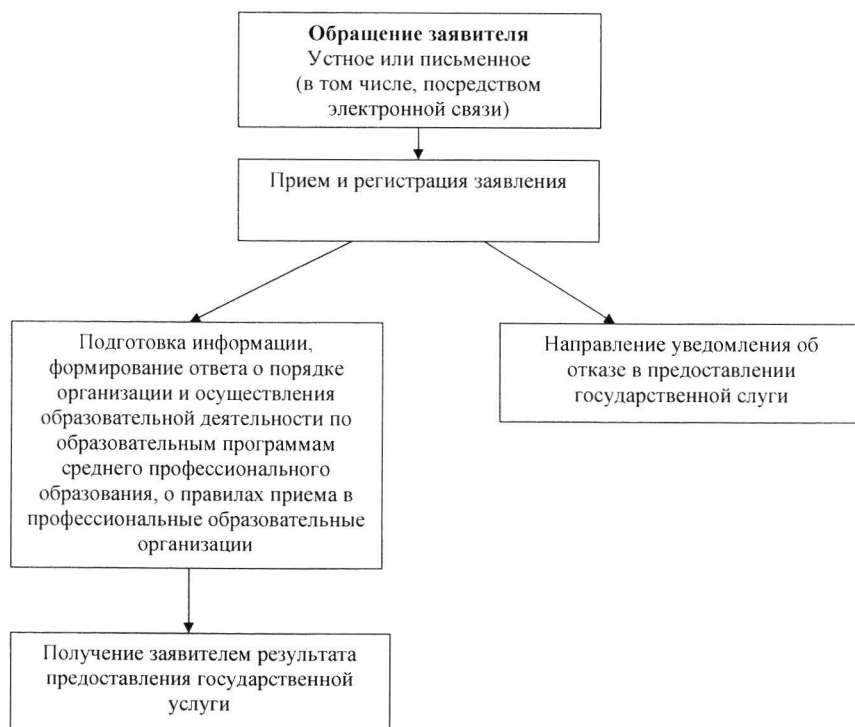 Обращение заявителя
Устное или письменное
(в том числе, посредством
электронной связи)
Прием и регистрация заявления
Подготовка информации,
формирование ответа о порядке
организации и осуществления
образовательной деятельности по
образовательным программам
среднего профессионального
образования, о правилах приема в
профессиональные образовательные
организации
Направление уведомления об
отказе в предоставлении
государственной слуги
Получение заявителем результата
предоставления государственной
услуги